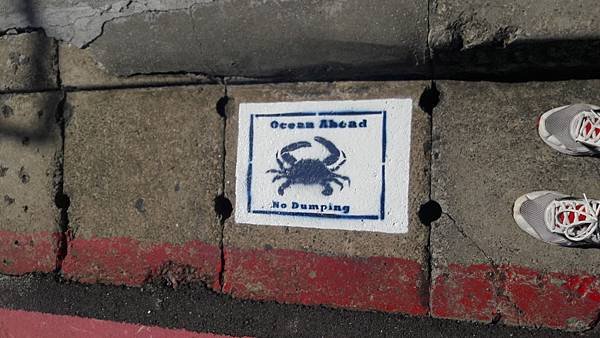 Ocean Ahead
No Dumping